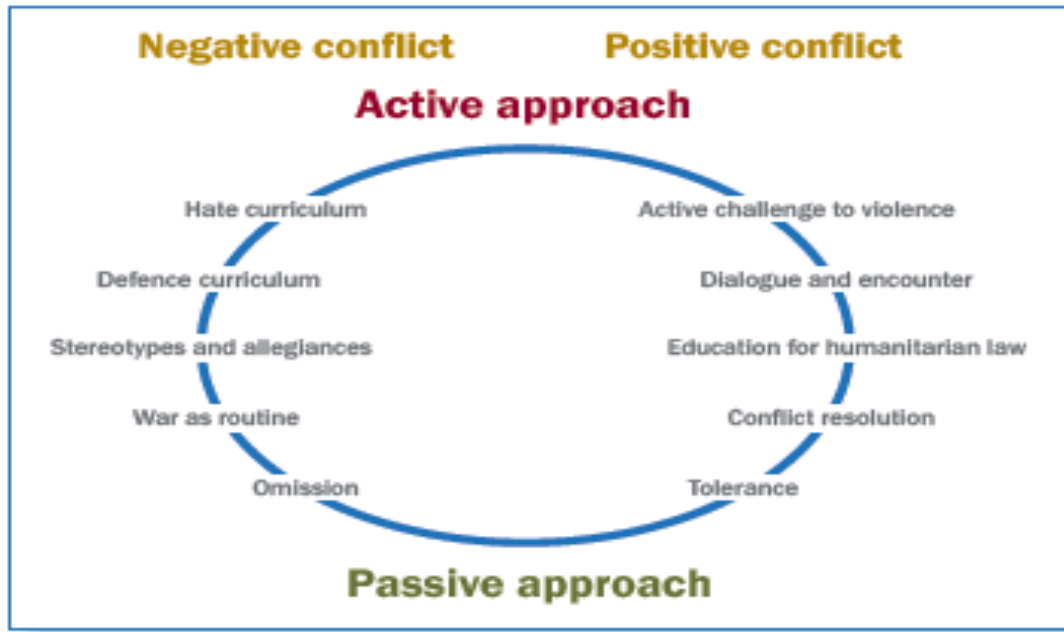 Negative conflict
Positive conflict
Active approach
Hate curriculum
Active challenge to violence
Defence curriculum
Dialogue and encounter
Stereotypes and allegiances
Education for humanitarian law
War as routine
Conflict resolution
Omission
Tolerance
Passive approach